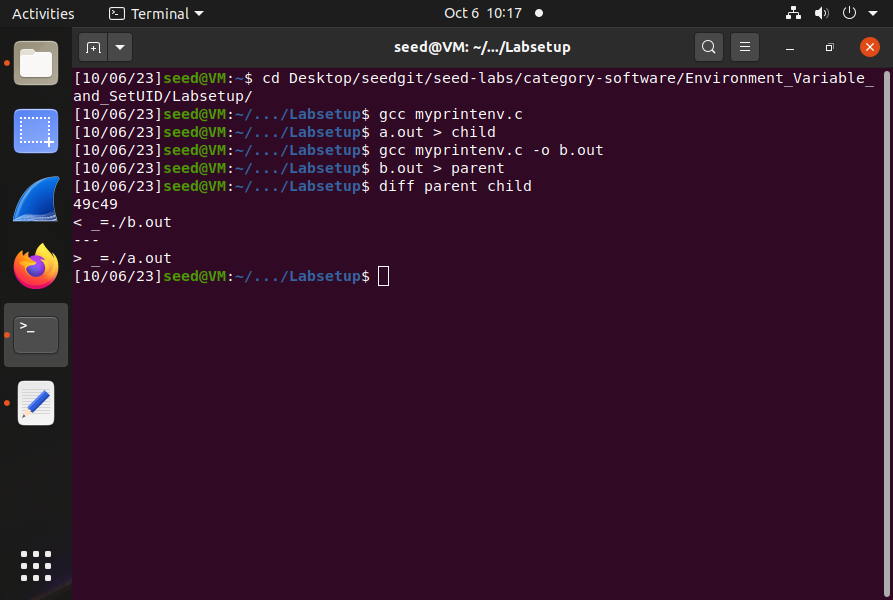 Activities
Terminal
Oct 6 10:17
seed@VM: ~/.../Labsetup
[10/06/23]seed@VM:~$ cd Desktop/seedgit/seed-labs/category-software/Environment_Variable_
and_SetUID/Labsetup/
[10/06/23]seed@VM:~/.../Labsetup$ gcc myprintenv.c
[10/06/23]seed@VM:~/.../Labsetup$ a.out > child
[10/06/23]seed@VM:~/.../Labsetup$ gcc myprintenv.c -o b.out
[10/06/23]seed@VM:~/.../Labsetup$ b.out > parent
[10/06/23]seed@VM:~/.../Labsetup$ diff parent child
49c49
< _=./b.out
---
> _=./a.out
[10/06/23]seed@VM:~/.../Labsetup$